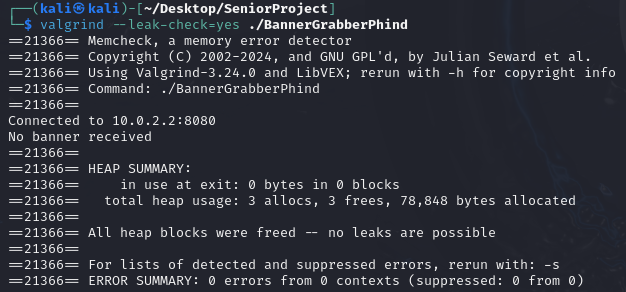 ┌──(kali㉿kali)-[~/Desktop/SeniorProject]
└─$ valgrind --leak-check=yes ./BannerGrabberPhind
==21366== Memcheck, a memory error detector
==21366== Copyright (C) 2002-2024, and GNU GPL'd, by Julian Seward et al.
==21366== Using Valgrind-3.24.0 and LibVEX; rerun with -h for copyright info
==21366== Command: ./BannerGrabberPhind
==21366==
Connected to 10.0.2.2:8080
No banner received
==21366==
==21366== HEAP SUMMARY:
==21366==     in use at exit: 0 bytes in 0 blocks
==21366==   total heap usage: 3 allocs, 3 frees, 78,848 bytes allocated
==21366==
==21366== All heap blocks were freed -- no leaks are possible
==21366==
==21366== For lists of detected and suppressed errors, rerun with: -s
==21366== ERROR SUMMARY: 0 errors from 0 contexts (suppressed: 0 from 0)